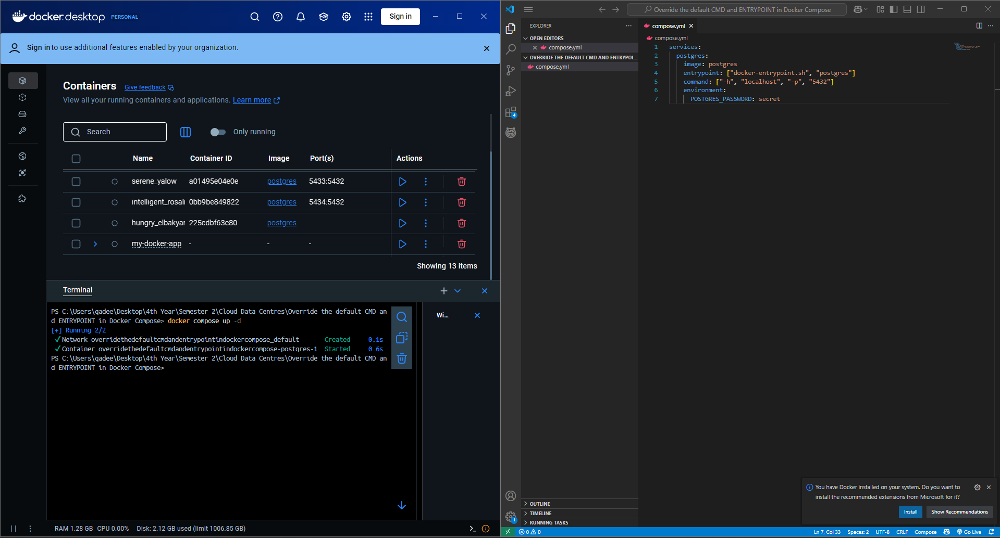 docker.desktop PERSONAL
Sign in
Sign in to use additional features enabled by your organization.
Containers Give feedback
View all your running containers and applications. Learn more
Search
Only running
Name Container ID Image Port(s) Actions
serene_yalow a01495e04e0e postgres 5433:5432
intelligent_rosali 0bb9be849822 postgres 5434:5432
hungry_elbakyar 225cdbf63e80 postgres
my-docker-app - - -
Showing 13 items
Terminal
PS C:\Users\qadee\Desktop\4th Year\Semester 2\Cloud Data Centres\Override the default CMD an
d ENTRYPOINT in Docker Compose> docker compose up -d
[+] Running 2/2
✓Network overridethedefaultcmdandentrypointindockercompose_default Created 0.1s
✓Container overridethedefaultcmdandentrypointindockercompose-postgres-1 Started 0.6s
PS C:\Users\qadee\Desktop\4th Year\Semester 2\Cloud Data Centres\Override the default CMD an
d ENTRYPOINT in Docker Compose>
Wi...
RAM 1.28 GB CPU 0.00% Disk: 2.12 GB used (limit 1006.85 GB)
Override the default CMD and ENTRYPOINT in Docker Compose
EXPLORER
OPEN EDITORS
compose.yml
OVERRIDE THE DEFAULT CMD AND ENTRYPOI...
compose.yml
4
1
OUTLINE
TIMELINE
RUNNING TASKS
compose.yml
compose.yml
1 services:
2 postgres:
3 image: postgres
4 entrypoint: ["docker-entrypoint.sh", "postgres"]
5 command: ["-h", "localhost", "-p", "5432"]
6 environment:
7 POSTGRES_PASSWORD: secret
You have Docker installed on your system. Do you want to
install the recommended extensions from Microsoft for it?
Install
Show Recommendations
0 0
Ln 7, Col 33 Spaces: 2 UTF-8 CRLF Compose Go Live